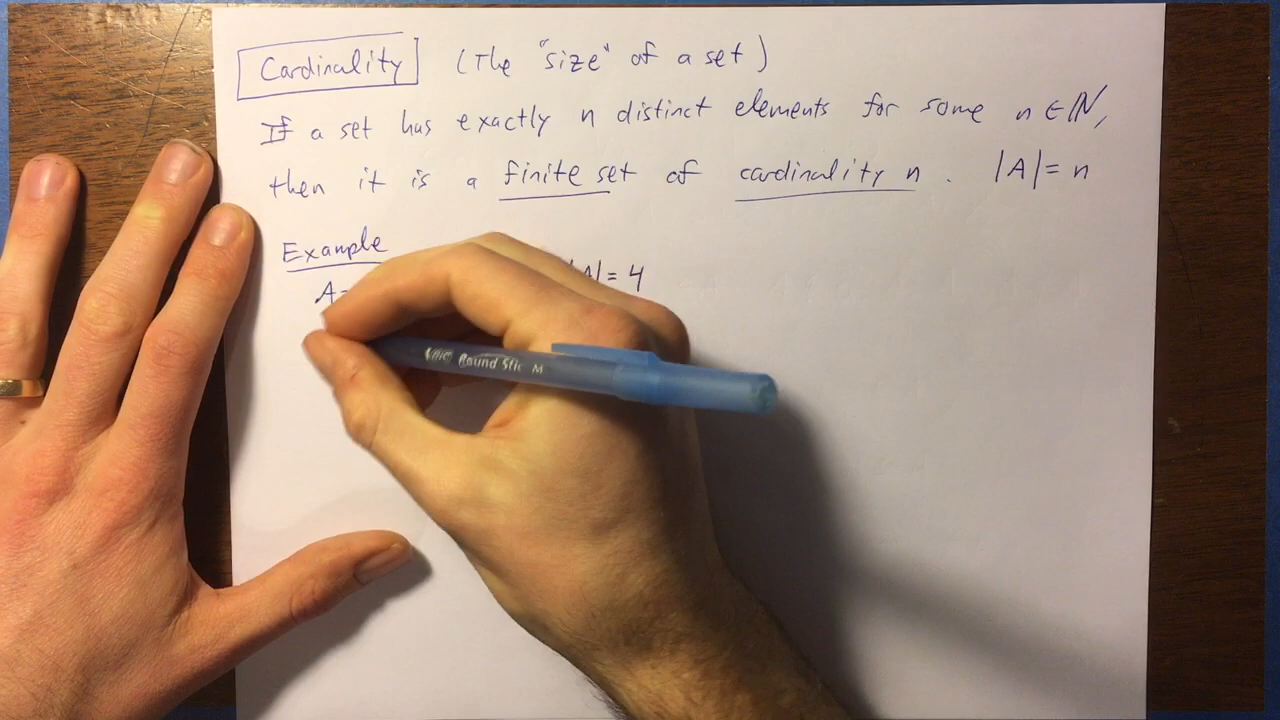 Cardinality (The "size" of a set)
If a set has exactly n distinct elements for some n ∈ ℕ,
then it is a finite set of cardinality n. |A| = n
Example
A = |A| = 4
Round Stic M